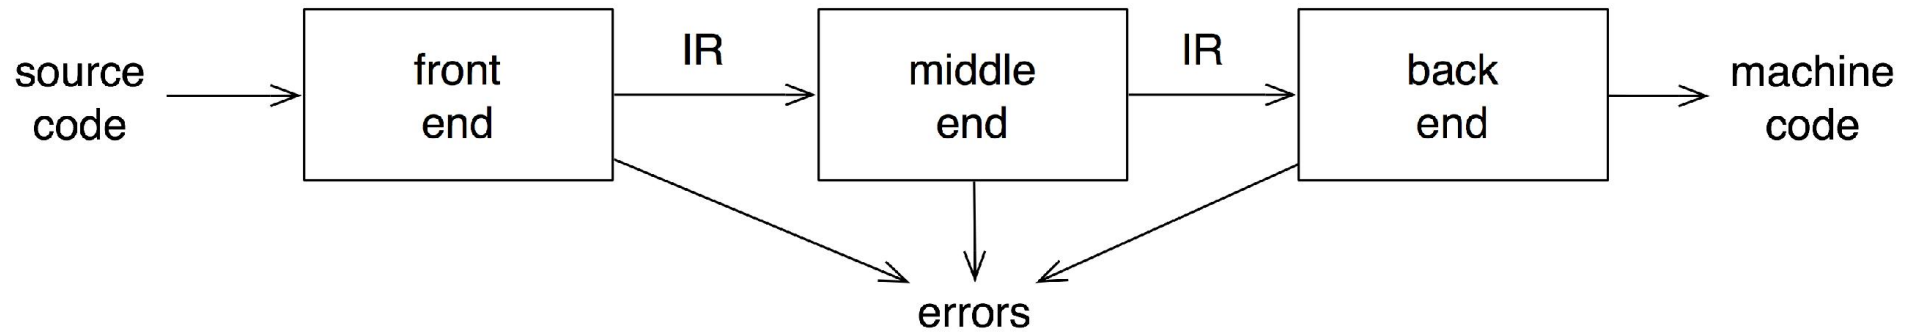 source
code
front
end
IR
middle
end
IR
back
end
machine
code
errors